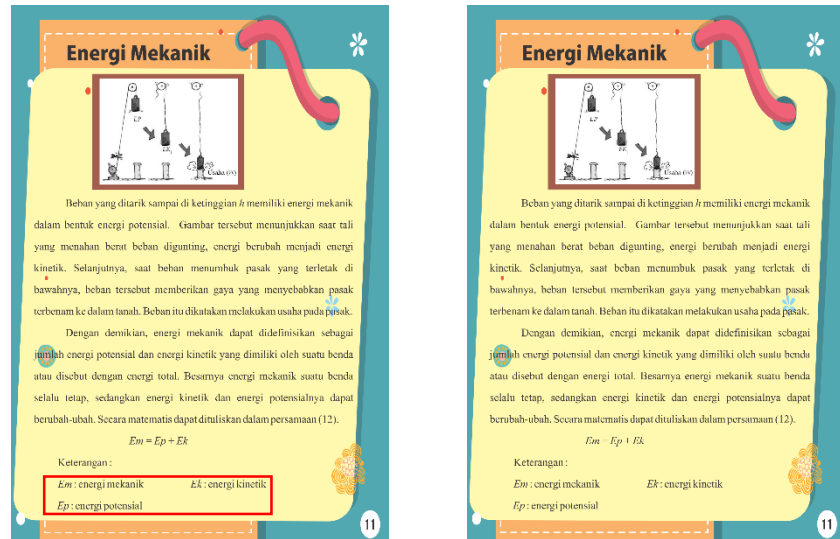 Energi Mekanik
EP
EK
Usaha (W)
Beban yang ditarik sampai di ketinggian h memiliki energi mekanik
dalam bentuk energi potensial. Gambar tersebut menunjukkan saat tali
yang menahan berat beban digunting, energi berubah menjadi energi
kinetik. Selanjutnya, saat beban menumbuk pasak yang terletak di
bawahnya, beban tersebut memberikan gaya yang menyebabkan pasak
terbenam ke dalam tanah. Beban itu dikatakan melakukan usaha pada pasak.
Dengan demikian, energi mekanik dapat didefinisikan sebagai
jumlah energi potensial dan energi kinetik yang dimiliki oleh suatu benda
atau disebut dengan energi total. Besarnya energi mekanik suatu benda
selalu tetap, sedangkan energi kinetik dan energi potensialnya dapat
berubah-ubah. Secara matematis dapat dituliskan dalam persamaan (12).
Em = Ep + Ek
Keterangan :
Em : energi mekanik Ek : energi kinetik
Ep : energi potensial
11
Energi Mekanik
EP
EK
Usaha (W)
Beban yang ditarik sampai di ketinggian h memiliki energi mekanik
dalam bentuk energi potensial. Gambar tersebut menunjukkan saat tali
yang menahan berat beban digunting, energi berubah menjadi energi
kinetik. Selanjutnya, saat beban menumbuk pasak yang terletak di
bawahnya, beban tersebut memberikan gaya yang menyebabkan pasak
terbenam ke dalam tanah. Beban itu dikatakan melakukan usaha pada pasak.
Dengan demikian, energi mekanik dapat didefinisikan sebagai
jumlah energi potensial dan energi kinetik yang dimiliki oleh suatu benda
atau disebut dengan energi total. Besarnya energi mekanik suatu benda
selalu tetap, sedangkan energi kinetik dan energi potensialnya dapat
berubah-ubah. Secara matematis dapat dituliskan dalam persamaan (12).
Em = Ep + Ek
Keterangan :
Em : energi mekanik Ek : energi kinetik
Ep : energi potensial
11